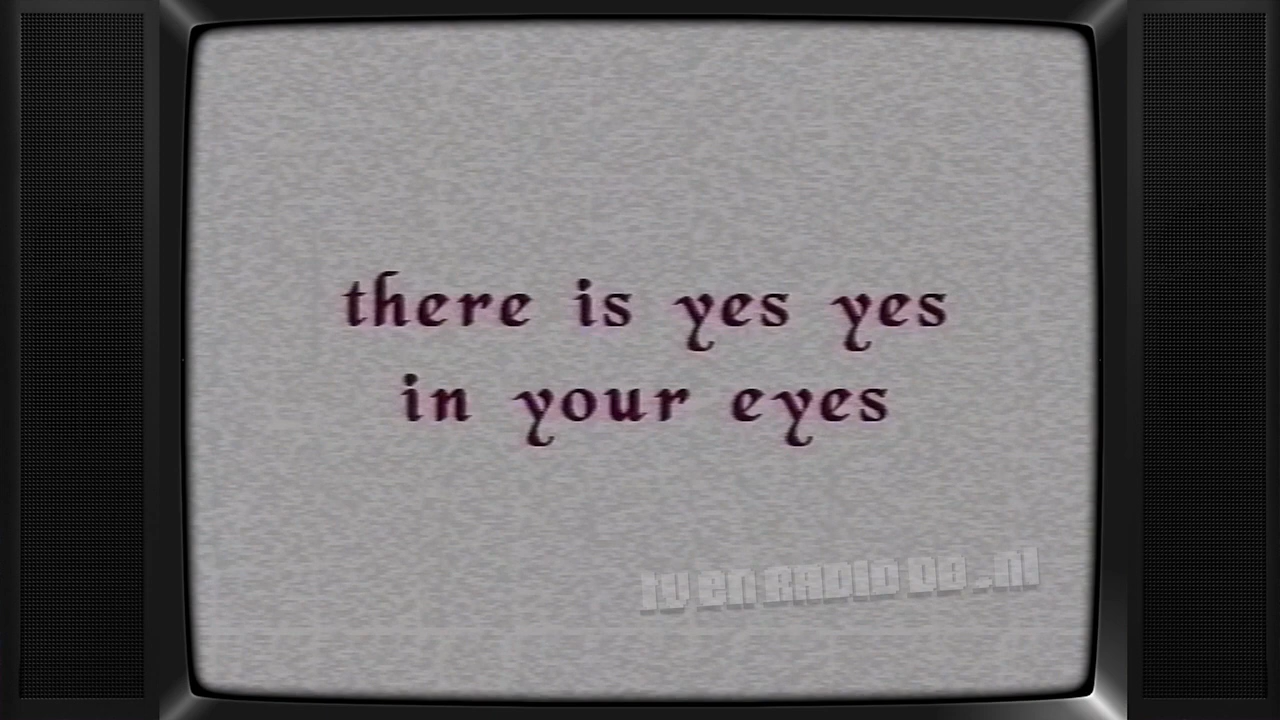 there is yes yes
in your eyes
TV en RADIO DB .nl